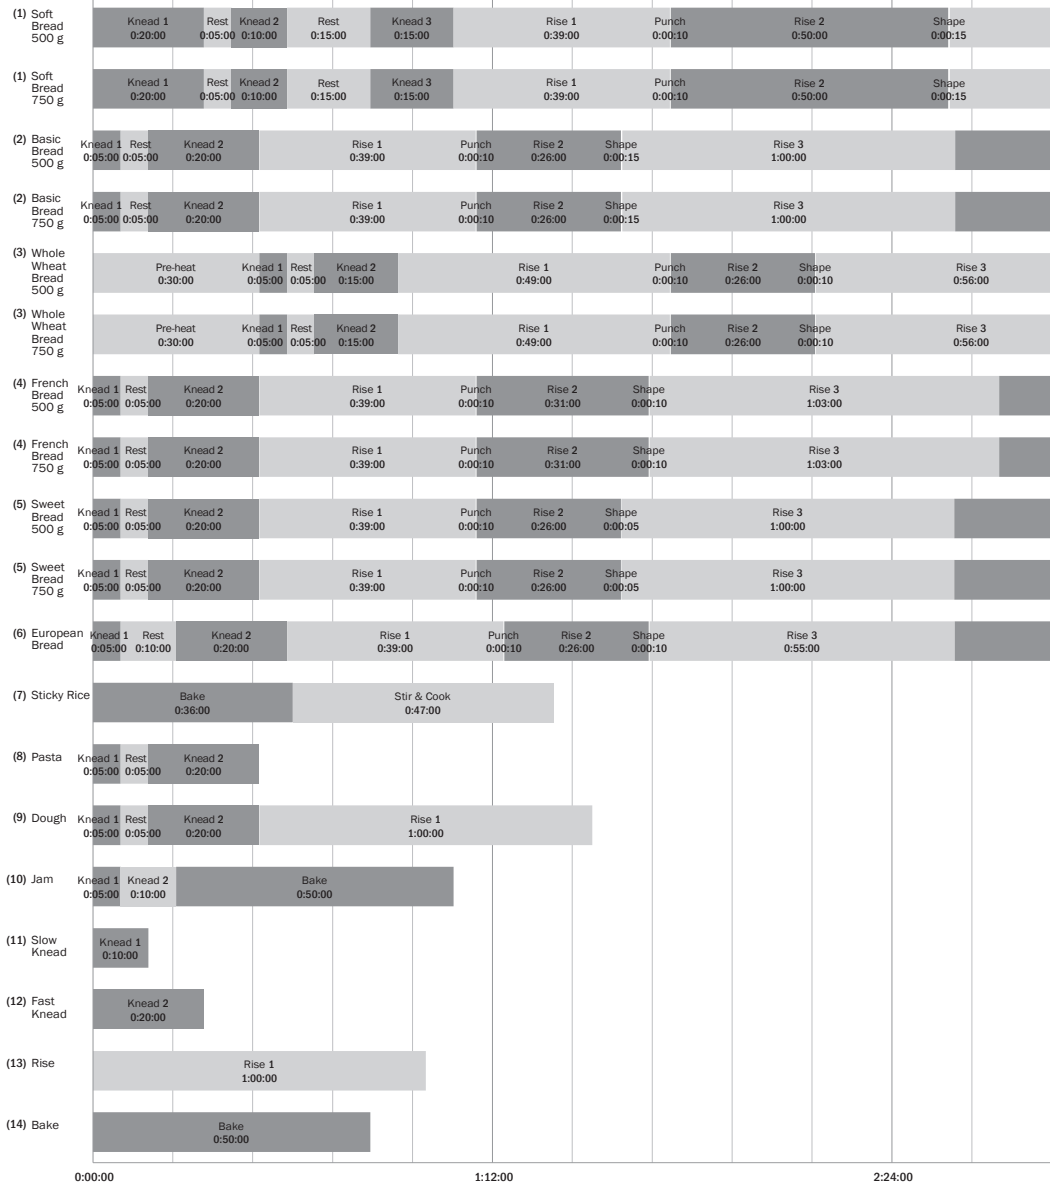 (1) Soft Bread 500 g
Knead 1 Rest Knead 2 Rest Knead 3 Rise 1 Punch Rise 2 Shape
0:20:00 0:05:00 0:10:00 0:15:00 0:15:00 0:39:00 0:00:10 0:50:00 0:00:15
(1) Soft Bread 750 g
Knead 1 Rest Knead 2 Rest Knead 3 Rise 1 Punch Rise 2 Shape
0:20:00 0:05:00 0:10:00 0:15:00 0:15:00 0:39:00 0:00:10 0:50:00 0:00:15
(2) Basic Bread 500 g
Knead 1 Rest Knead 2 Rise 1 Punch Rise 2 Shape Rise 3
0:05:00 0:05:00 0:20:00 0:39:00 0:00:10 0:26:00 0:00:15 1:00:00
(2) Basic Bread 750 g
Knead 1 Rest Knead 2 Rise 1 Punch Rise 2 Shape Rise 3
0:05:00 0:05:00 0:20:00 0:39:00 0:00:10 0:26:00 0:00:15 1:00:00
(3) Whole Wheat Bread 500 g
Pre-heat Knead 1 Rest Knead 2 Rise 1 Punch Rise 2 Shape Rise 3
0:30:00 0:05:00 0:05:00 0:15:00 0:49:00 0:00:10 0:26:00 0:00:10 0:56:00
(3) Whole Wheat Bread 750 g
Pre-heat Knead 1 Rest Knead 2 Rise 1 Punch Rise 2 Shape Rise 3
0:30:00 0:05:00 0:05:00 0:15:00 0:49:00 0:00:10 0:26:00 0:00:10 0:56:00
(4) French Bread 500 g
Knead 1 Rest Knead 2 Rise 1 Punch Rise 2 Shape Rise 3
0:05:00 0:05:00 0:20:00 0:39:00 0:00:10 0:31:00 0:00:10 1:03:00
(4) French Bread 750 g
Knead 1 Rest Knead 2 Rise 1 Punch Rise 2 Shape Rise 3
0:05:00 0:05:00 0:20:00 0:39:00 0:00:10 0:31:00 0:00:10 1:03:00
(5) Sweet Bread 500 g
Knead 1 Rest Knead 2 Rise 1 Punch Rise 2 Shape Rise 3
0:05:00 0:05:00 0:20:00 0:39:00 0:00:10 0:26:00 0:00:05 1:00:00
(5) Sweet Bread 750 g
Knead 1 Rest Knead 2 Rise 1 Punch Rise 2 Shape Rise 3
0:05:00 0:05:00 0:20:00 0:39:00 0:00:10 0:26:00 0:00:05 1:00:00
(6) European Bread
Knead 1 Rest Knead 2 Rise 1 Punch Rise 2 Shape Rise 3
0:05:00 0:10:00 0:20:00 0:39:00 0:00:10 0:26:00 0:00:10 0:55:00
(7) Sticky Rice
Bake Stir & Cook
0:36:00 0:47:00
(8) Pasta
Knead 1 Rest Knead 2
0:05:00 0:05:00 0:20:00
(9) Dough
Knead 1 Rest Knead 2 Rise 1
0:05:00 0:05:00 0:20:00 1:00:00
(10) Jam
Knead 1 Knead 2 Bake
0:05:00 0:10:00 0:50:00
(11) Slow Knead
Knead 1
0:10:00
(12) Fast Knead
Knead 2
0:20:00
(13) Rise
Rise 1
1:00:00
(14) Bake
Bake
0:50:00
0:00:00 1:12:00 2:24:00